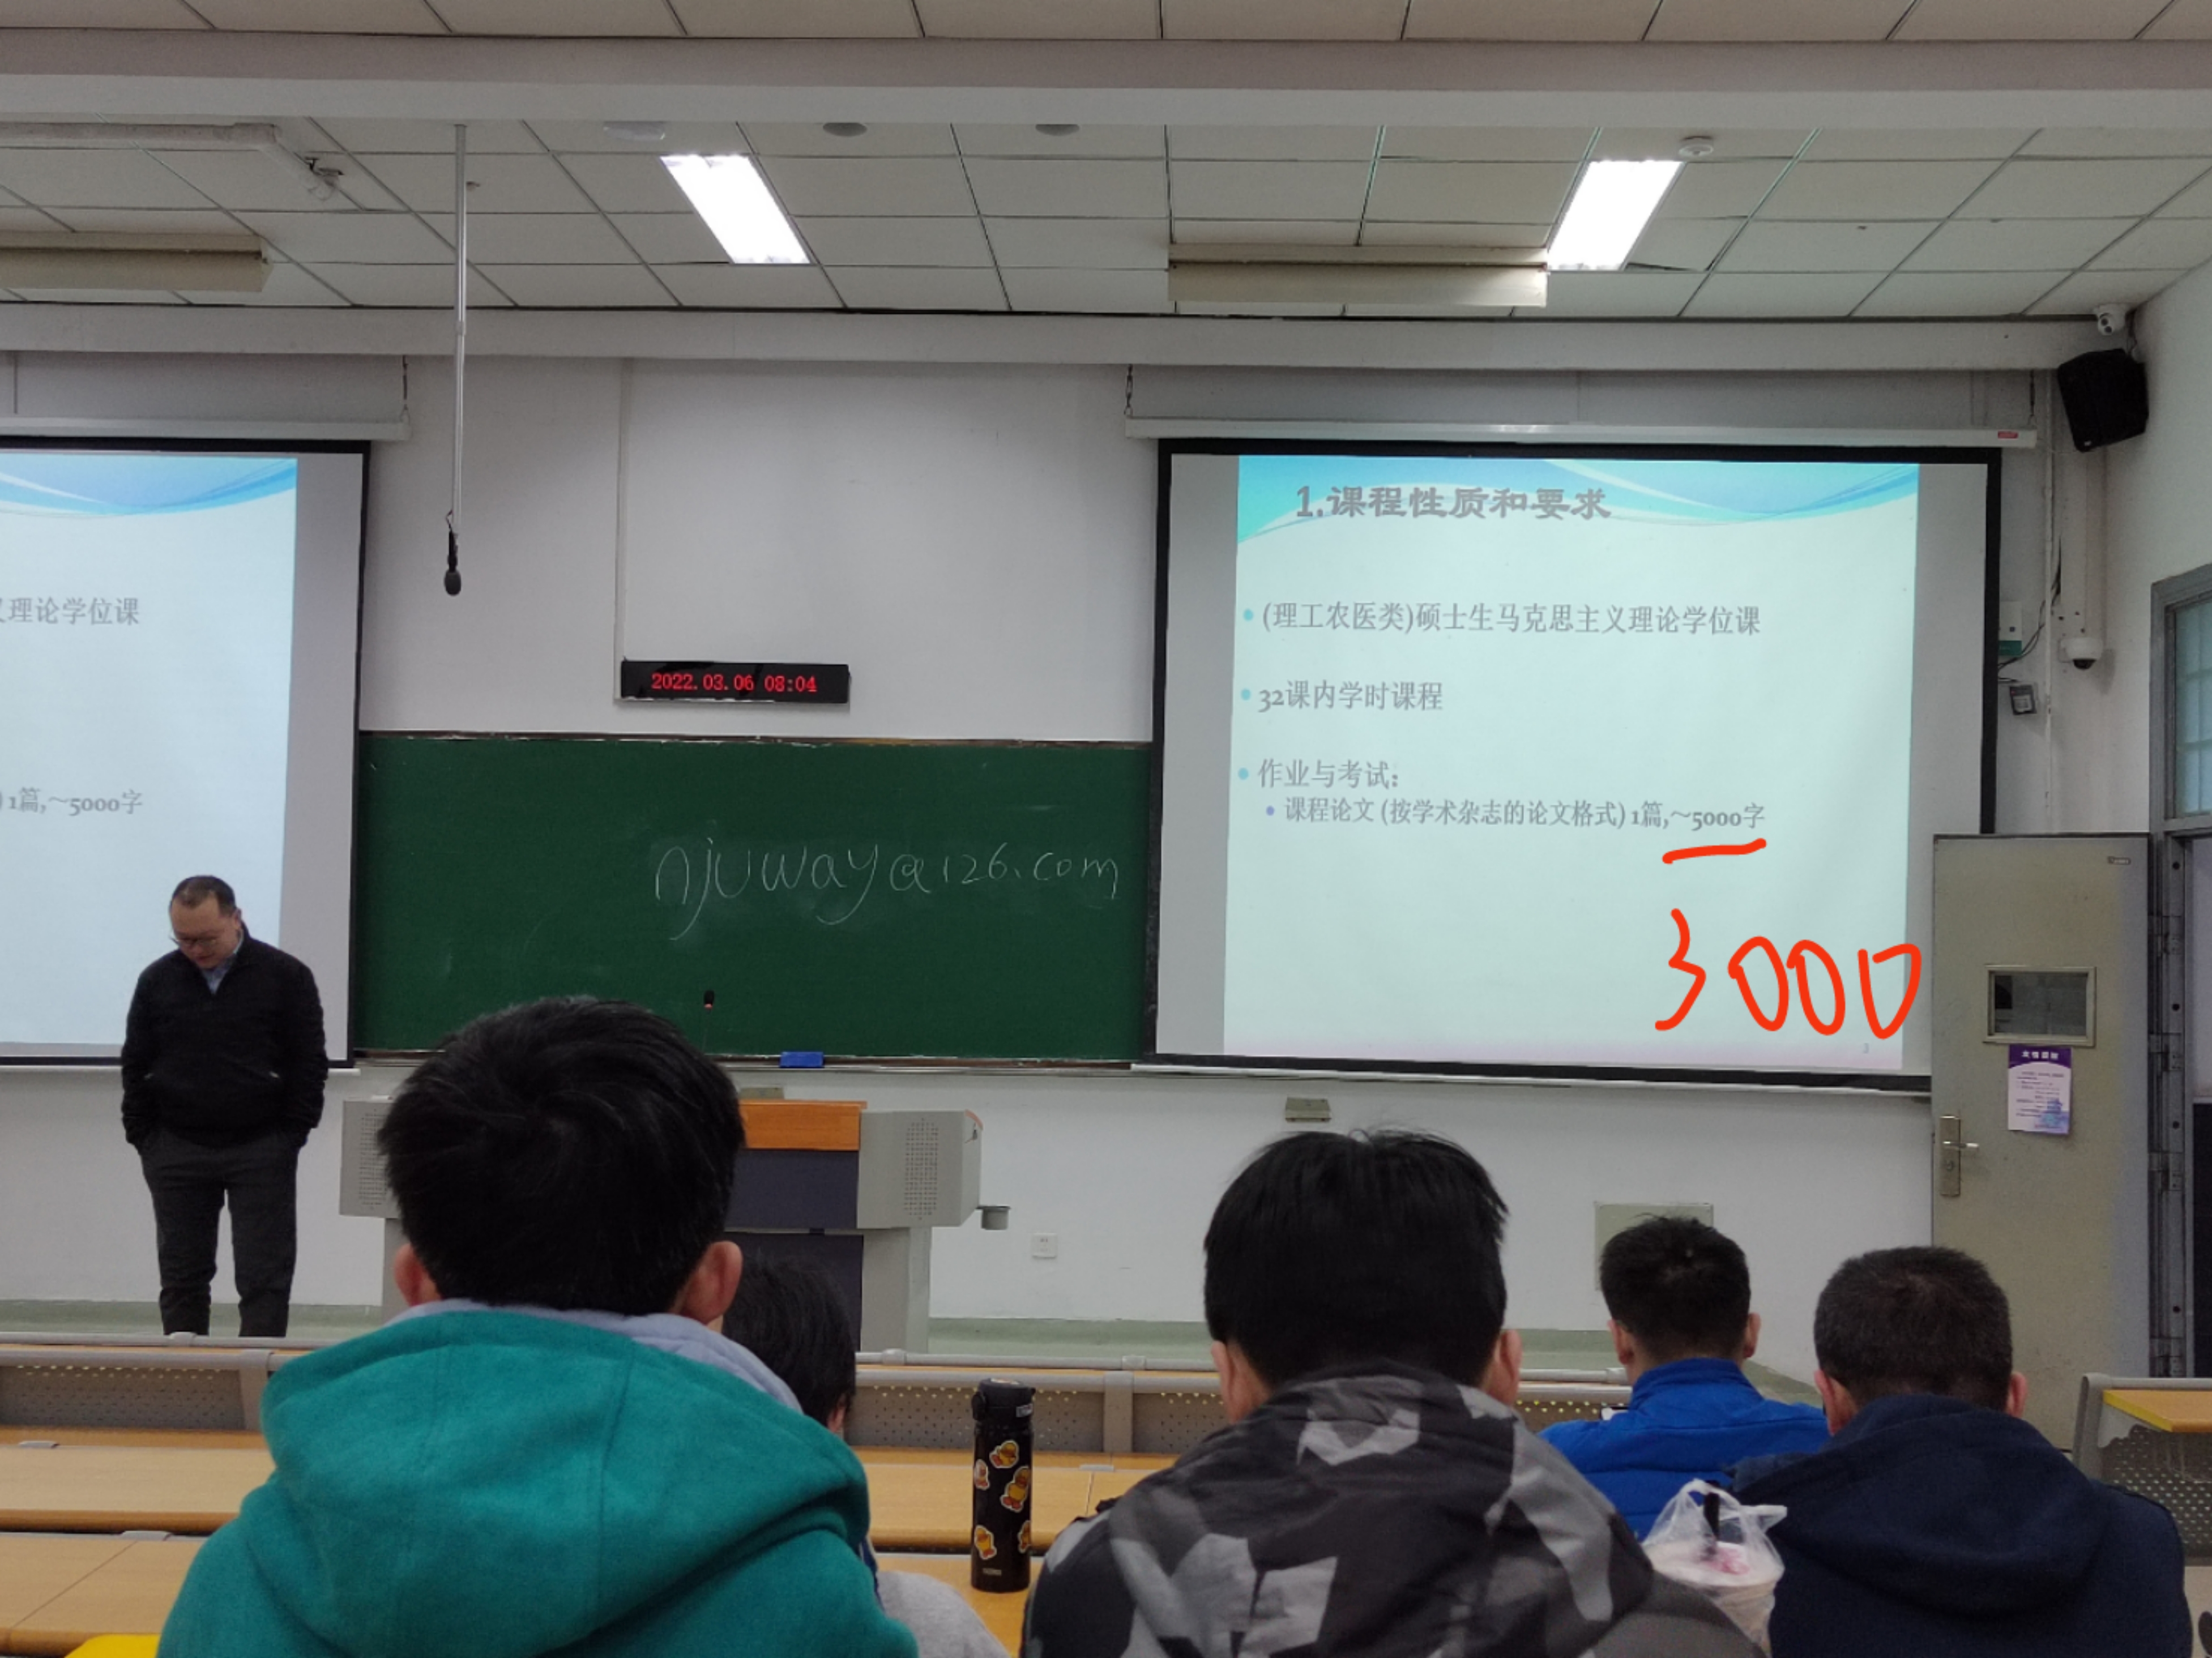 1.课程性质和要求
(理工农医类)硕士生马克思主义理论学位课
32课内学时课程
作业与考试:
课程论文 (按学术杂志的论文格式) 1篇,~5000字
3000
3
理论学位课
1篇,~5000字
2022.03.06 08:04
njuway@126.com